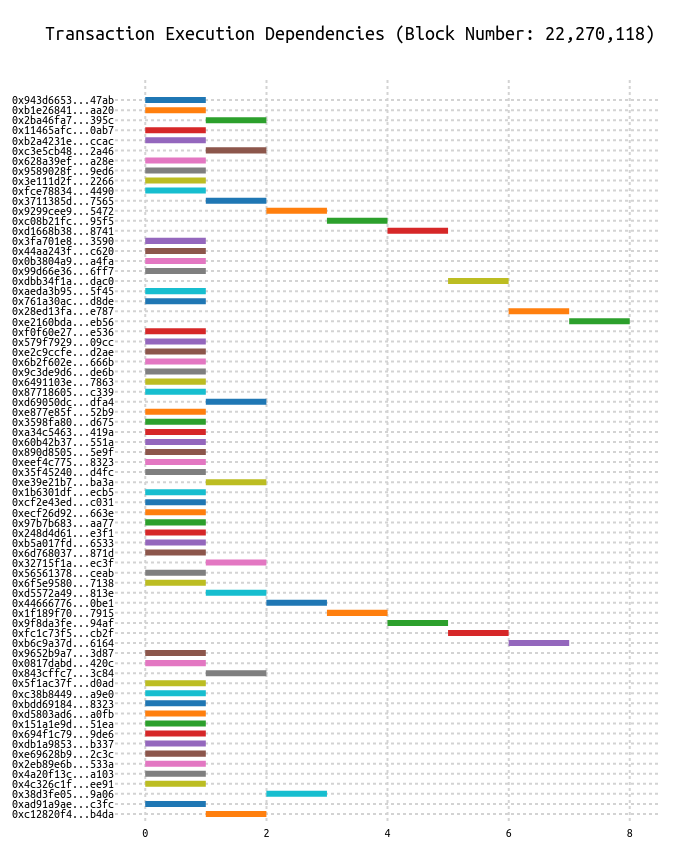 Transaction Execution Dependencies (Block Number: 22,270,118)
0x943d6653...47ab
0xb1e26841...aa20
0x2ba46fa7...395c
0x11465afc...0ab7
0xb2a4231e...ccac
0xc3e5cb48...2a46
0x628a39ef...a28e
0x9589028f...9ed6
0x3e111d2f...2266
0xfce78834...4490
0x3711385d...7565
0x9299cee9...5472
0xc08b21fc...95f5
0xd1668b38...8741
0x3fa701e8...3590
0x44aa243f...c620
0x0b3804a9...a4fa
0x99d66e36...6ff7
0xdbb34f1a...dac0
0xaeda3b95...5f45
0x761a30ac...d8de
0x28ed13fa...e787
0xe2160bda...eb56
0xf0f60e27...e536
0x579f7929...09cc
0xe2c9ccfe...d2ae
0x6b2f602e...666b
0x9c3de9d6...de6b
0x6491103e...7863
0x87718605...c339
0xd69050dc...dfa4
0xe877e85f...52b9
0x3598fa80...d675
0xa34c5463...419a
0x60b42b37...551a
0x890d8505...5e9f
0xeef4c775...8323
0x35f45240...d4fc
0xe39e21b7...ba3a
0x1b6301df...ecb5
0xcf2e43ed...c031
0xecf26d92...663e
0x97b7b683...aa77
0x248d4d61...e3f1
0xb5a017fd...6533
0x6d768037...871d
0x32715f1a...ec3f
0x56561378...ceab
0x6f5e9580...7138
0xd5572a49...813e
0x44666776...0be1
0x1f189f70...7915
0x9f8da3fe...94af
0xfc1c73f5...cb2f
0xb6c9a37d...6164
0x9652b9a7...3d87
0x0817dabd...420c
0x843cffc7...3c84
0x5f1ac37f...d0ad
0xc38b8449...a9e0
0xbdd69184...8323
0xd5803ad6...a0fb
0x151a1e9d...51ea
0x694f1c79...9de6
0xdb1a9853...b337
0xe69628b9...2c3c
0x2eb89e6b...533a
0x4a20f13c...a103
0x4c326c1f...ee91
0x38d3fe05...9a06
0xad91a9ae...c3fc
0xc12820f4...b4da
0 2 4 6 8